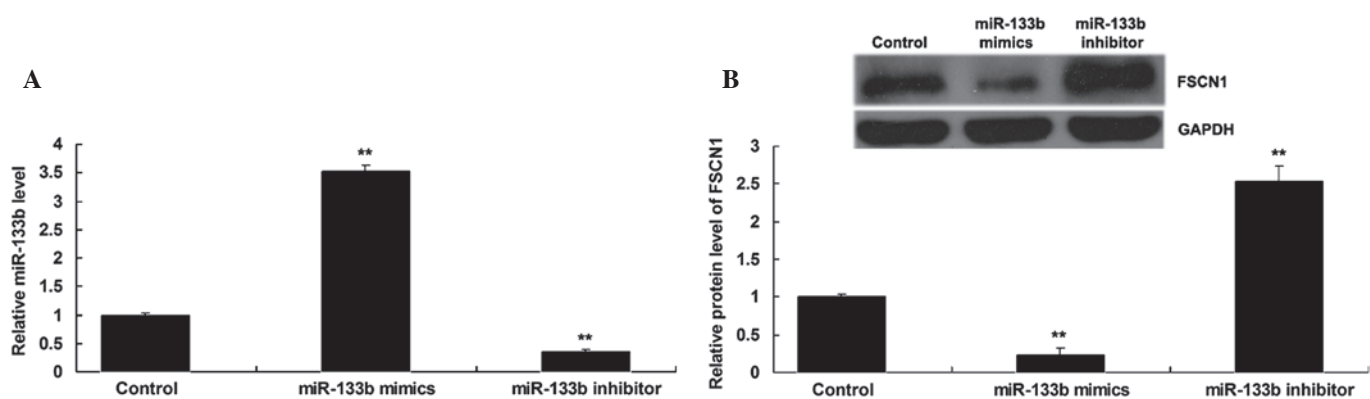 A
Relative miR-133b level
4
3.5
3
2.5
2
1.5
1
0.5
0
**
**
Control
miR-133b mimics
miR-133b inhibitor
B
Control
miR-133b
mimics
miR-133b
inhibitor
FSCN1
GAPDH
Relative protein level of FSCN1
3
2.5
2
1.5
1
0.5
0
**
**
Control
miR-133b mimics
miR-133b inhibitor